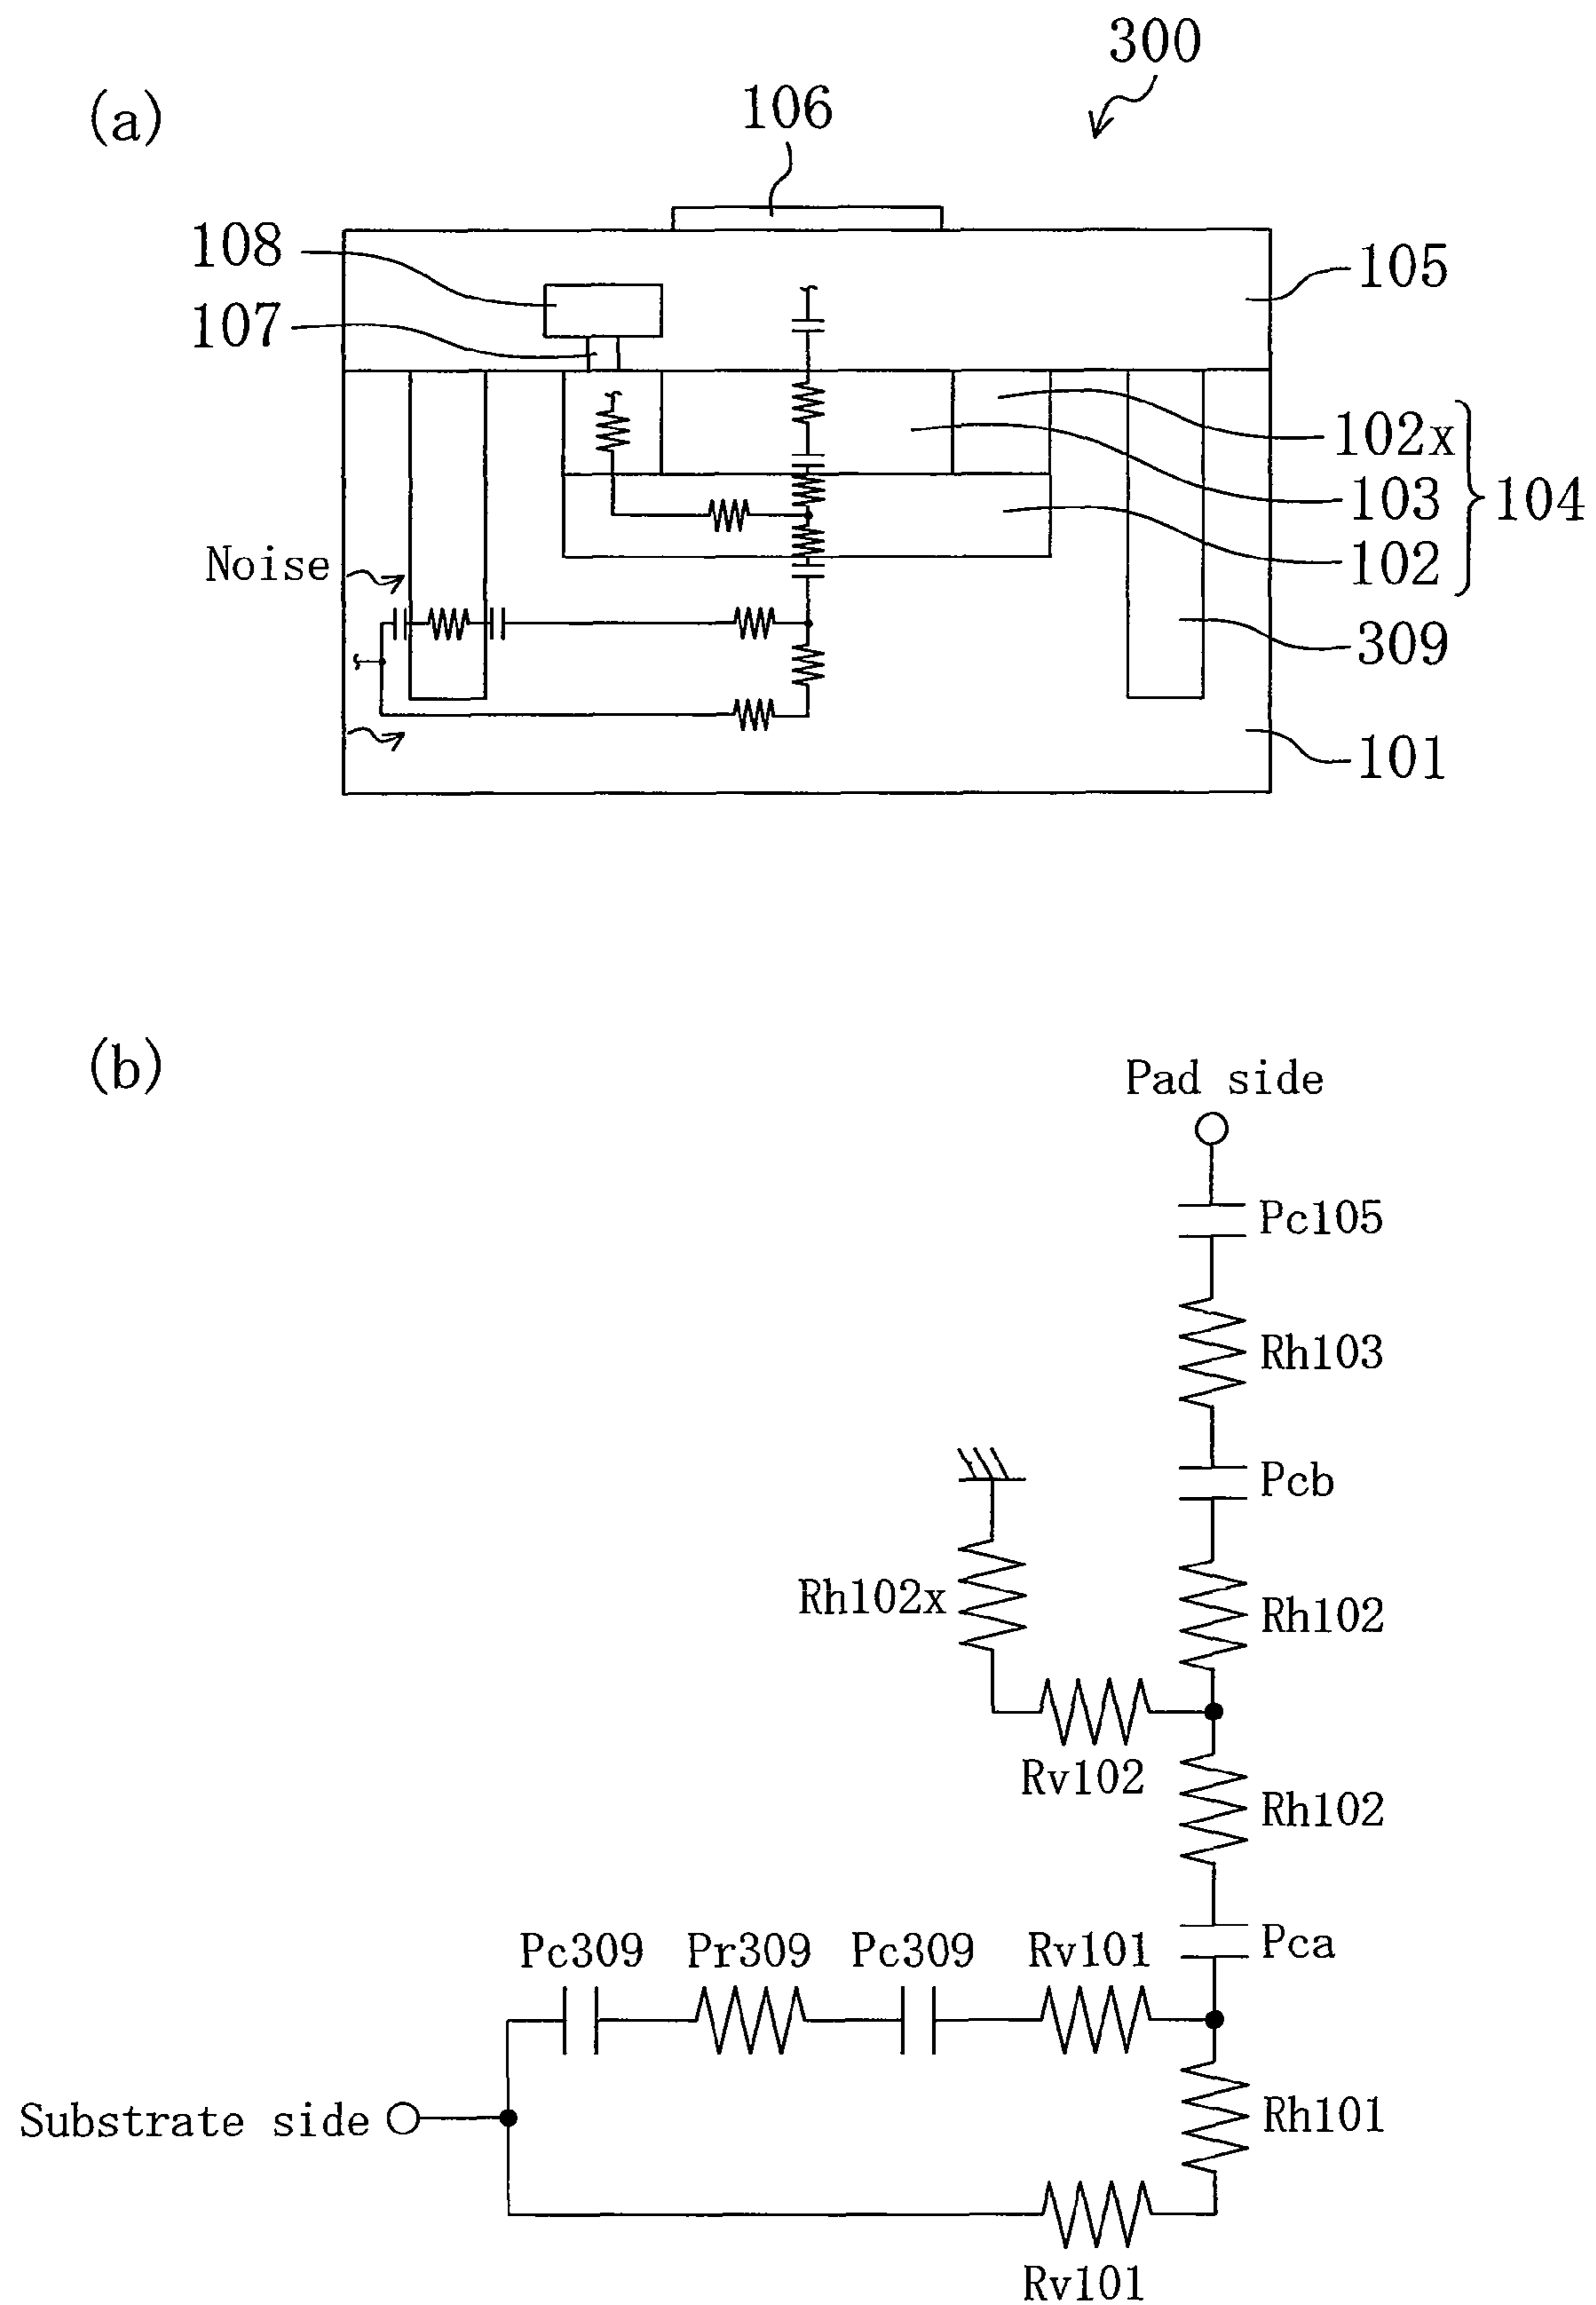 300
(a)
106
108
105
107
102x
103
104
102
Noise
309
101
(b)
Pad side
Pc105
Rh103
Pcb
Rh102x
Rh102
Rv102
Rh102
Pc309 Pr309 Pc309 Rv101 Pca
Substrate side
Rh101
Rv101